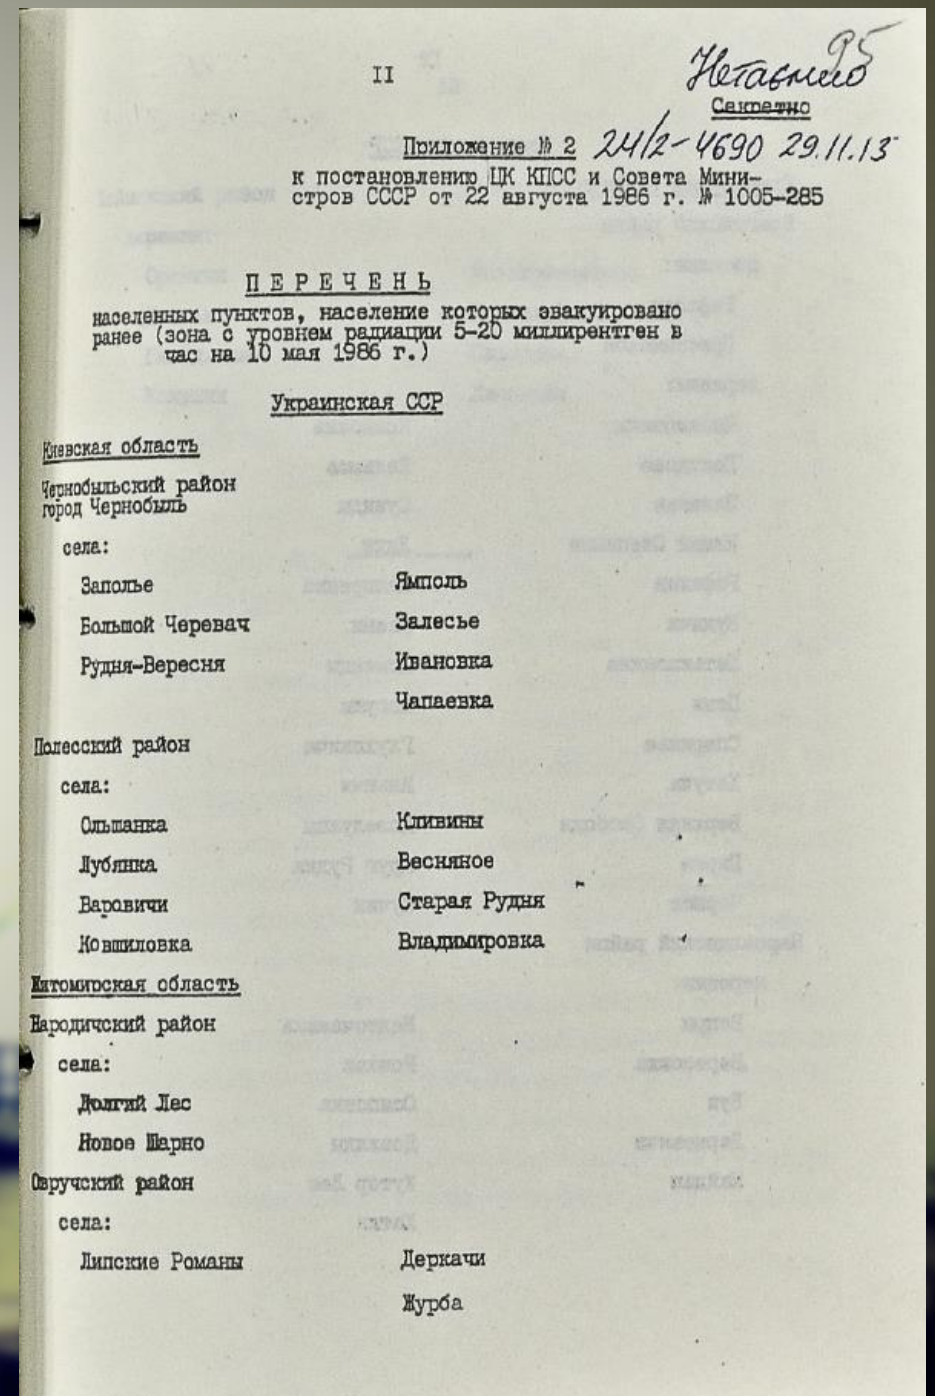 95
II
Нетаємно
Секретно
Приложение № 2 24/2-4690 29.11.13
к постановлению ЦК КПСС и Совета Мини-
стров СССР от 22 августа 1986 г. № 1005-285
П Е Р Е Ч Е Н Ь
населенных пунктов, население которых эвакуировано
ранее (зона с уровнем радиации 5-20 миллирентген в
час на 10 мая 1986 г.)
Украинская ССР
Киевская область
Чернобыльский район
город Чернобыль
села:
Заполье Ямполь
Большой Черевач Залесье
Рудня-Вересня Ивановка
Чапаевка
Полесский район
села:
Ольшанка Кливины
Лубянка Весняное
Варовичи Старая Рудня
Ковшиловка Владимировка
Житомирская область
Народичский район
села:
Долгий Лес
Новое Шарно
Овручский район
села:
Липские Романы Деркачи
Журба